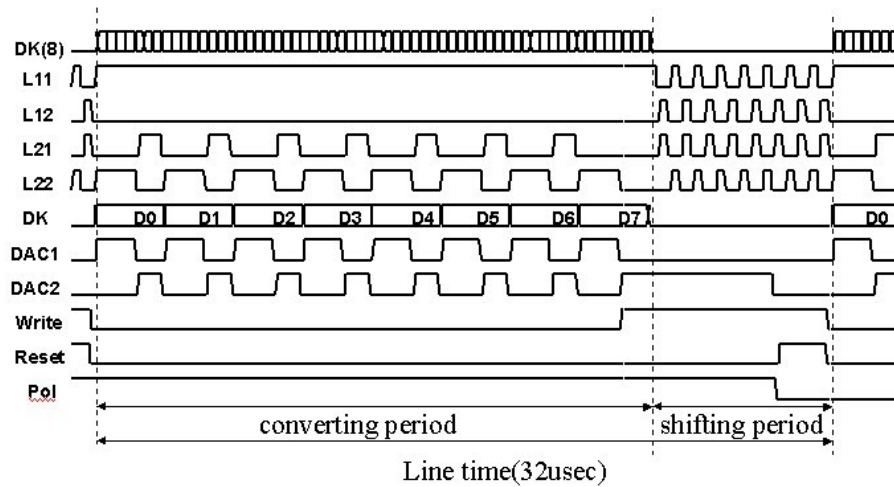 DK(8)
L11
L12
L21
L22
DK D0 D1 D2 D3 D4 D5 D6 D7 D0
DAC1
DAC2
Write
Reset
Pol
converting period shifting period
Line time(32usec)